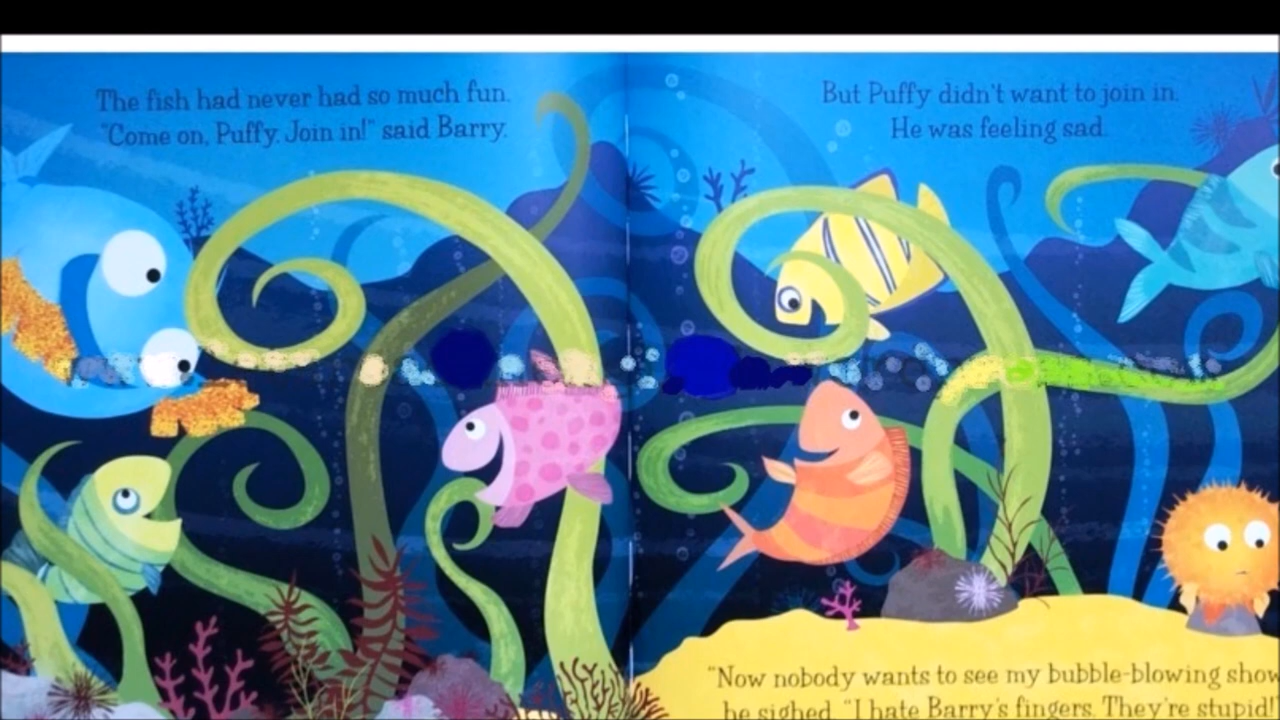 The fish had never had so much fun.
"Come on, Puffy. Join in!" said Barry.
But Puffy didn't want to join in.
He was feeling sad.
"Now nobody wants to see my bubble-blowing show
he sighed. "I hate Barry's fingers. They're stupid!